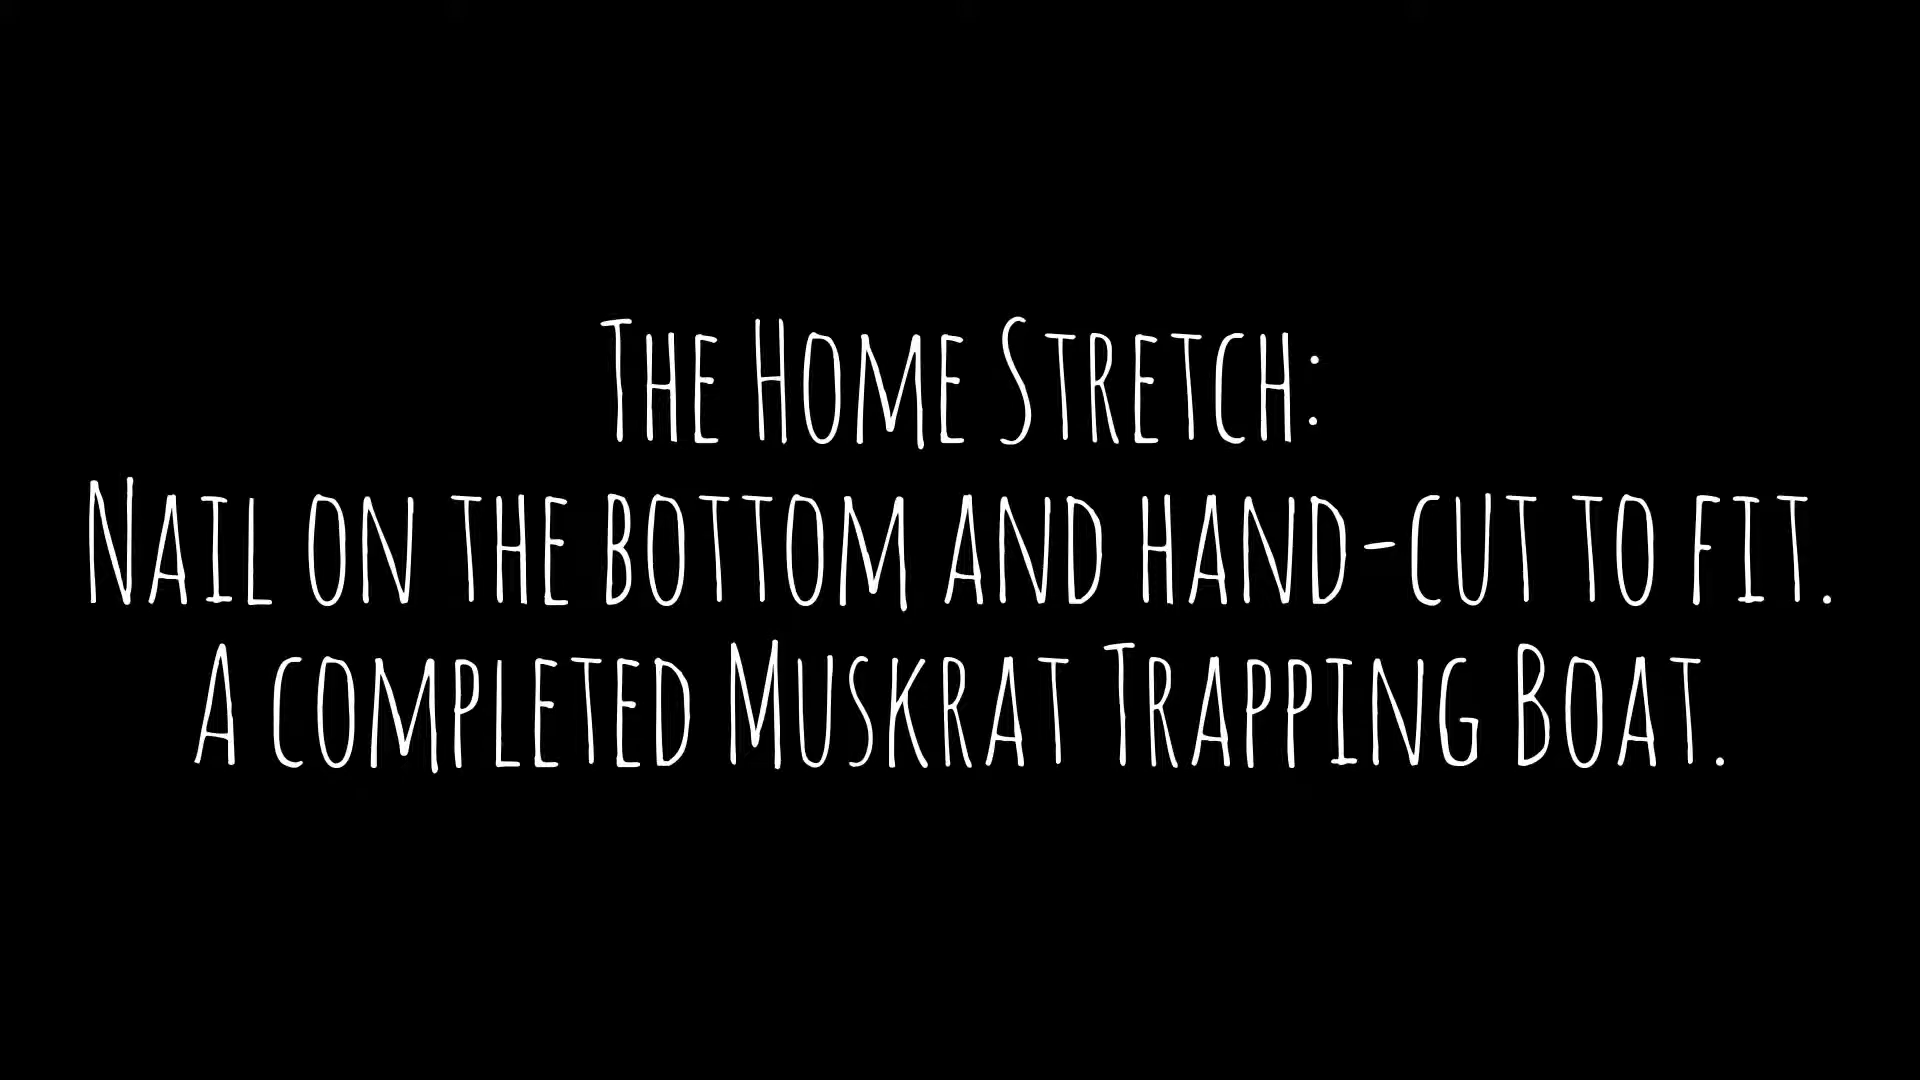 The Home Stretch:
Nail on the bottom and hand-cut to fit.
A completed Muskrat Trapping Boat.